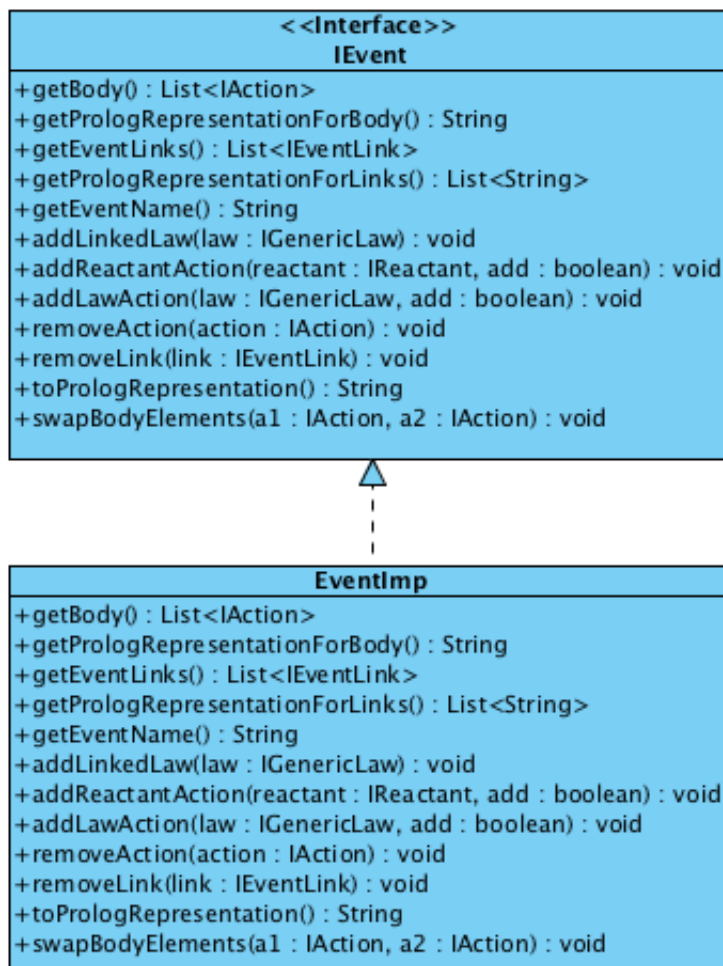 <<Interface>>
IEvent
+getBody() : List<IAction>
+getPrologRepresentationForBody() : String
+getEventLinks() : List<IEventLink>
+getPrologRepresentationForLinks() : List<String>
+getEventName() : String
+addLinkedLaw(law : IGenericLaw) : void
+addReactantAction(reactant : IReactant, add : boolean) : void
+addLawAction(law : IGenericLaw, add : boolean) : void
+removeAction(action : IAction) : void
+removeLink(link : IEventLink) : void
+toPrologRepresentation() : String
+swapBodyElements(a1 : IAction, a2 : IAction) : void
EventImp
+getBody() : List<IAction>
+getPrologRepresentationForBody() : String
+getEventLinks() : List<IEventLink>
+getPrologRepresentationForLinks() : List<String>
+getEventName() : String
+addLinkedLaw(law : IGenericLaw) : void
+addReactantAction(reactant : IReactant, add : boolean) : void
+addLawAction(law : IGenericLaw, add : boolean) : void
+removeAction(action : IAction) : void
+removeLink(link : IEventLink) : void
+toPrologRepresentation() : String
+swapBodyElements(a1 : IAction, a2 : IAction) : void